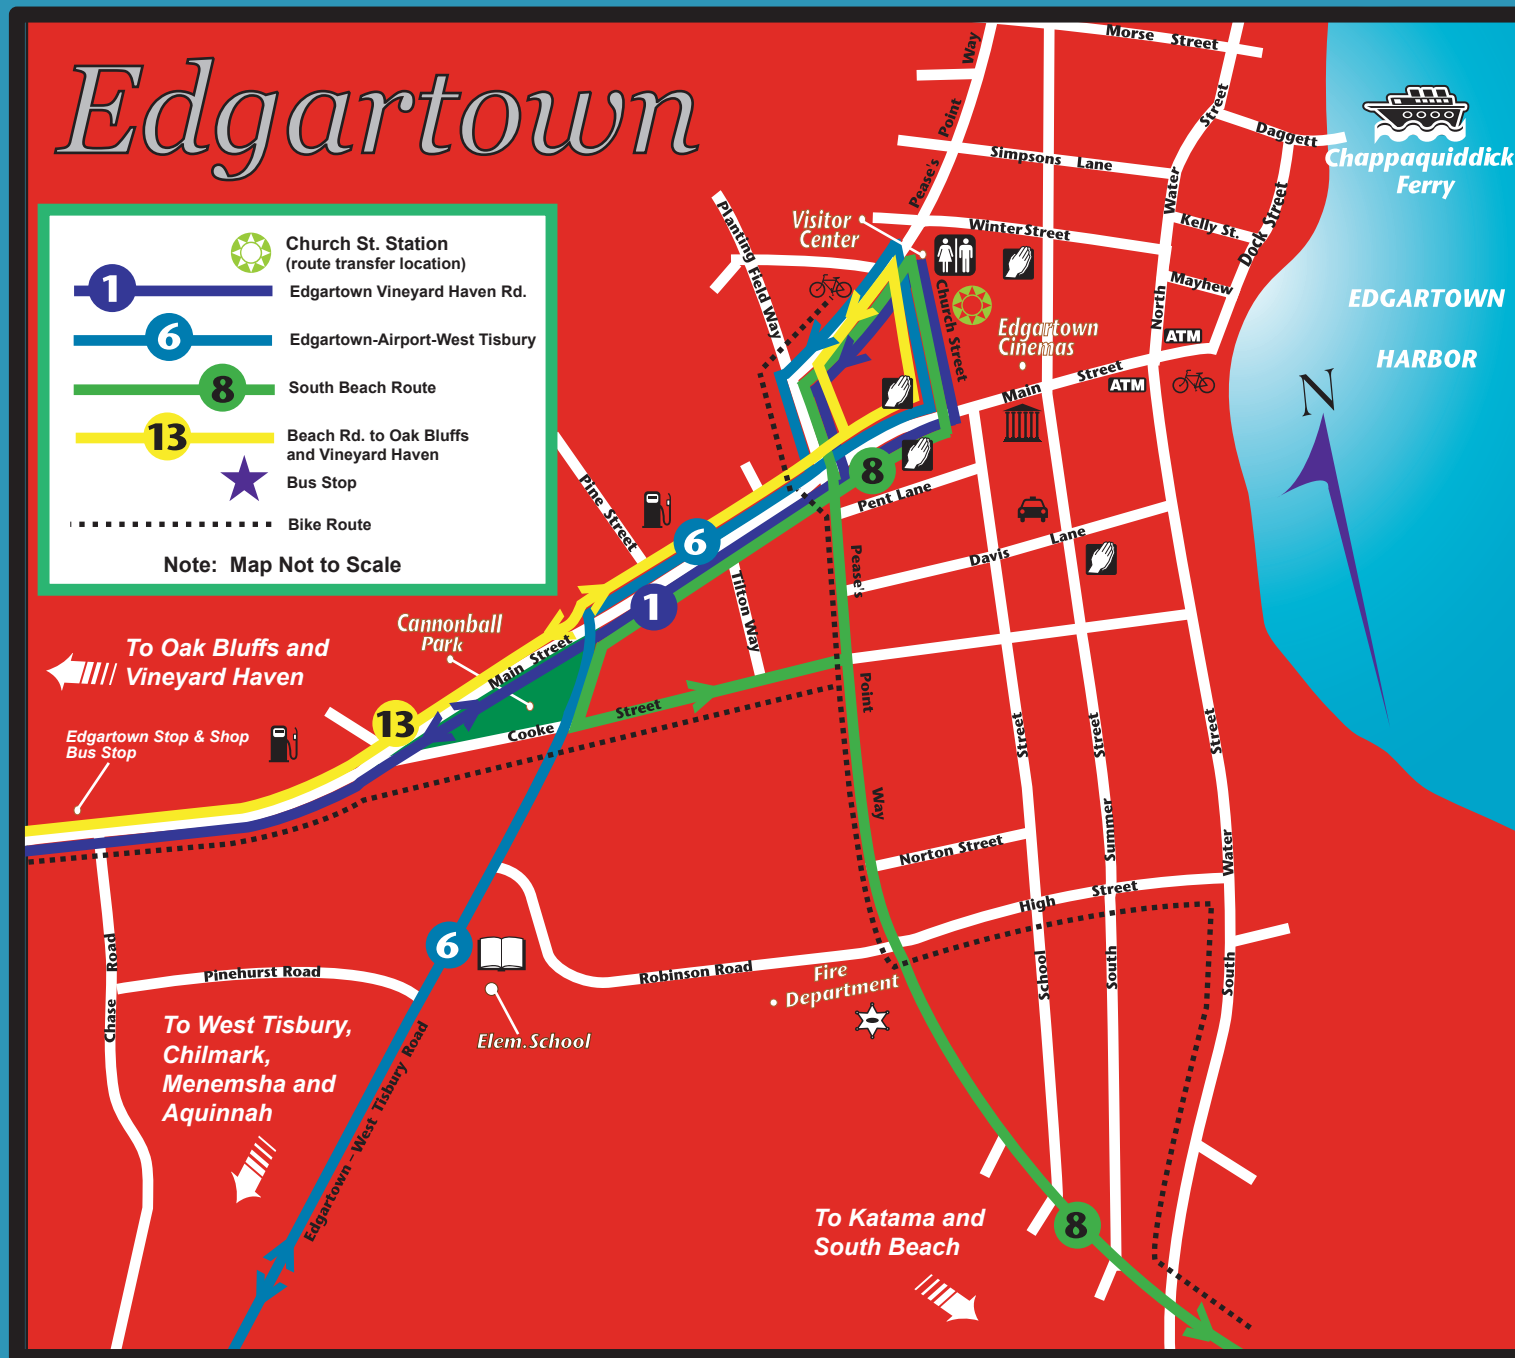 Edgartown
Church St. Station
(route transfer location)
1
Edgartown Vineyard Haven Rd.
6
Edgartown-Airport-West Tisbury
8
South Beach Route
13
Beach Rd. to Oak Bluffs
and Vineyard Haven
Bus Stop
Bike Route
Note: Map Not to Scale
Morse Street
Pease's Point Way
Simpsons Lane
Daggett
Chappaquiddick
Ferry
Water Street
Kelly St.
Dock Street
Winter Street
Visitor
Center
Planting Field Way
Mayhew
North
EDGARTOWN
HARBOR
Church Street
Edgartown
Cinemas
ATM
ATM
Main Street
N
8
Pent Lane
Pine Street
6
Davis Lane
Pease's
Tilton Way
1
Cannonball
Park
To Oak Bluffs and
Vineyard Haven
Main Street
13
Edgartown Stop & Shop
Bus Stop
Cooke Street
Point
Way
Street
Street
Street
Norton Street
Summer
Water
High Street
School
South
South
6
Robinson Road
Fire
Department
Elem. School
Chase Road
Pinehurst Road
To West Tisbury,
Chilmark,
Menemsha and
Aquinnah
Edgartown – West Tisbury Road
To Katama and
South Beach
8